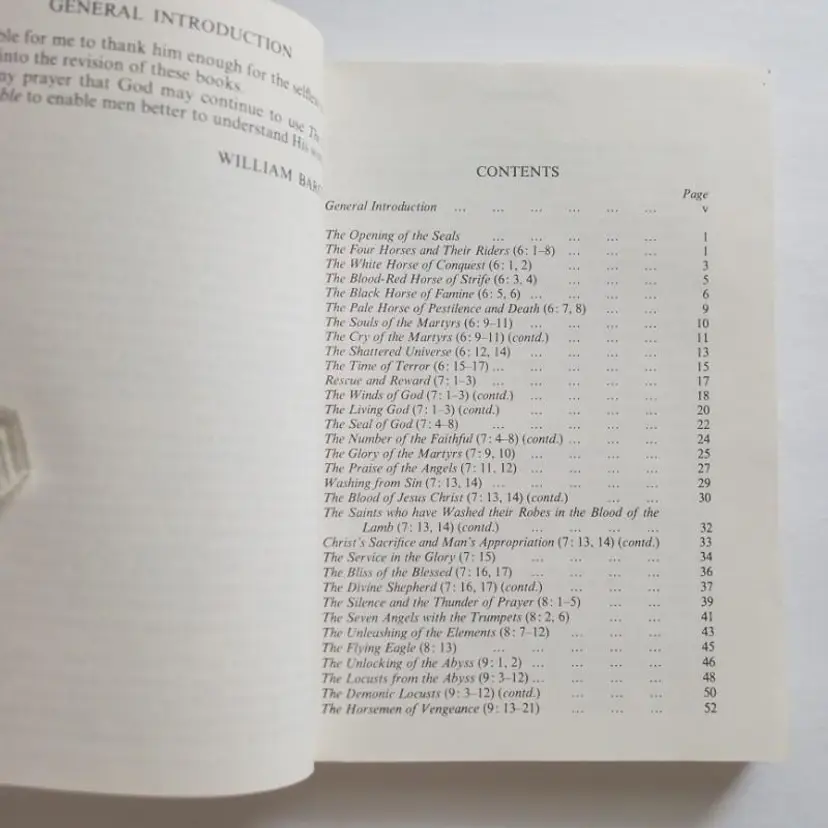 GENERAL INTRODUCTION
for me to thank him enough for the
into the revision of these books.
prayer that God may continue to use
to enable men better to understand His
WILLIAM
CONTENTS
Page
General Introduction ... ... ... ... ... ... v
The Opening of the Seals ... ... ... ... ... 1
The Four Horses and Their Riders (6: 1–8) ... ... ... 1
The White Horse of Conquest (6: 1, 2) ... ... ... 3
The Blood-Red Horse of Strife (6: 3, 4) ... ... ... 5
The Black Horse of Famine (6: 5, 6) ... ... ... ... 6
The Pale Horse of Pestilence and Death (6: 7, 8) ... ... 9
The Souls of the Martyrs (6: 9–11) ... ... ... ... 10
The Cry of the Martyrs (6: 9–11) (contd.) ... ... ... 11
The Shattered Universe (6: 12, 14) ... ... ... ... 13
The Time of Terror (6: 15–17) ... ... ... ... ... 15
Rescue and Reward (7: 1–3) ... ... ... ... ... 17
The Winds of God (7: 1–3) (contd.) ... ... ... ... 18
The Living God (7: 1–3) (contd.) ... ... ... ... 20
The Seal of God (7: 4–8) ... ... ... ... ... 22
The Number of the Faithful (7: 4–8) (contd.) ... ... ... 24
The Glory of the Martyrs (7: 9, 10) ... ... ... ... 25
The Praise of the Angels (7: 11, 12) ... ... ... ... 27
Washing from Sin (7: 13, 14) ... ... ... ... ... 29
The Blood of Jesus Christ (7: 13, 14) (contd.) ... ... 30
The Saints who have Washed their Robes in the Blood of the
Lamb (7: 13, 14) (contd.) ... ... ... ... 32
Christ's Sacrifice and Man's Appropriation (7: 13, 14) (contd.) 33
The Service in the Glory (7: 15) ... ... ... ... 34
The Bliss of the Blessed (7: 16, 17) ... ... ... ... 36
The Divine Shepherd (7: 16, 17) (contd.) ... ... ... 37
The Silence and the Thunder of Prayer (8: 1–5) ... ... 39
The Seven Angels with the Trumpets (8: 2, 6) ... ... 41
The Unleashing of the Elements (8: 7–12) ... ... ... 43
The Flying Eagle (8: 13) ... ... ... ... ... 45
The Unlocking of the Abyss (9: 1, 2) ... ... ... ... 46
The Locusts from the Abyss (9: 3–12) ... ... ... ... 48
The Demonic Locusts (9: 3–12) (contd.) ... ... ... 50
The Horsemen of Vengeance (9: 13–21) ... ... ... 52